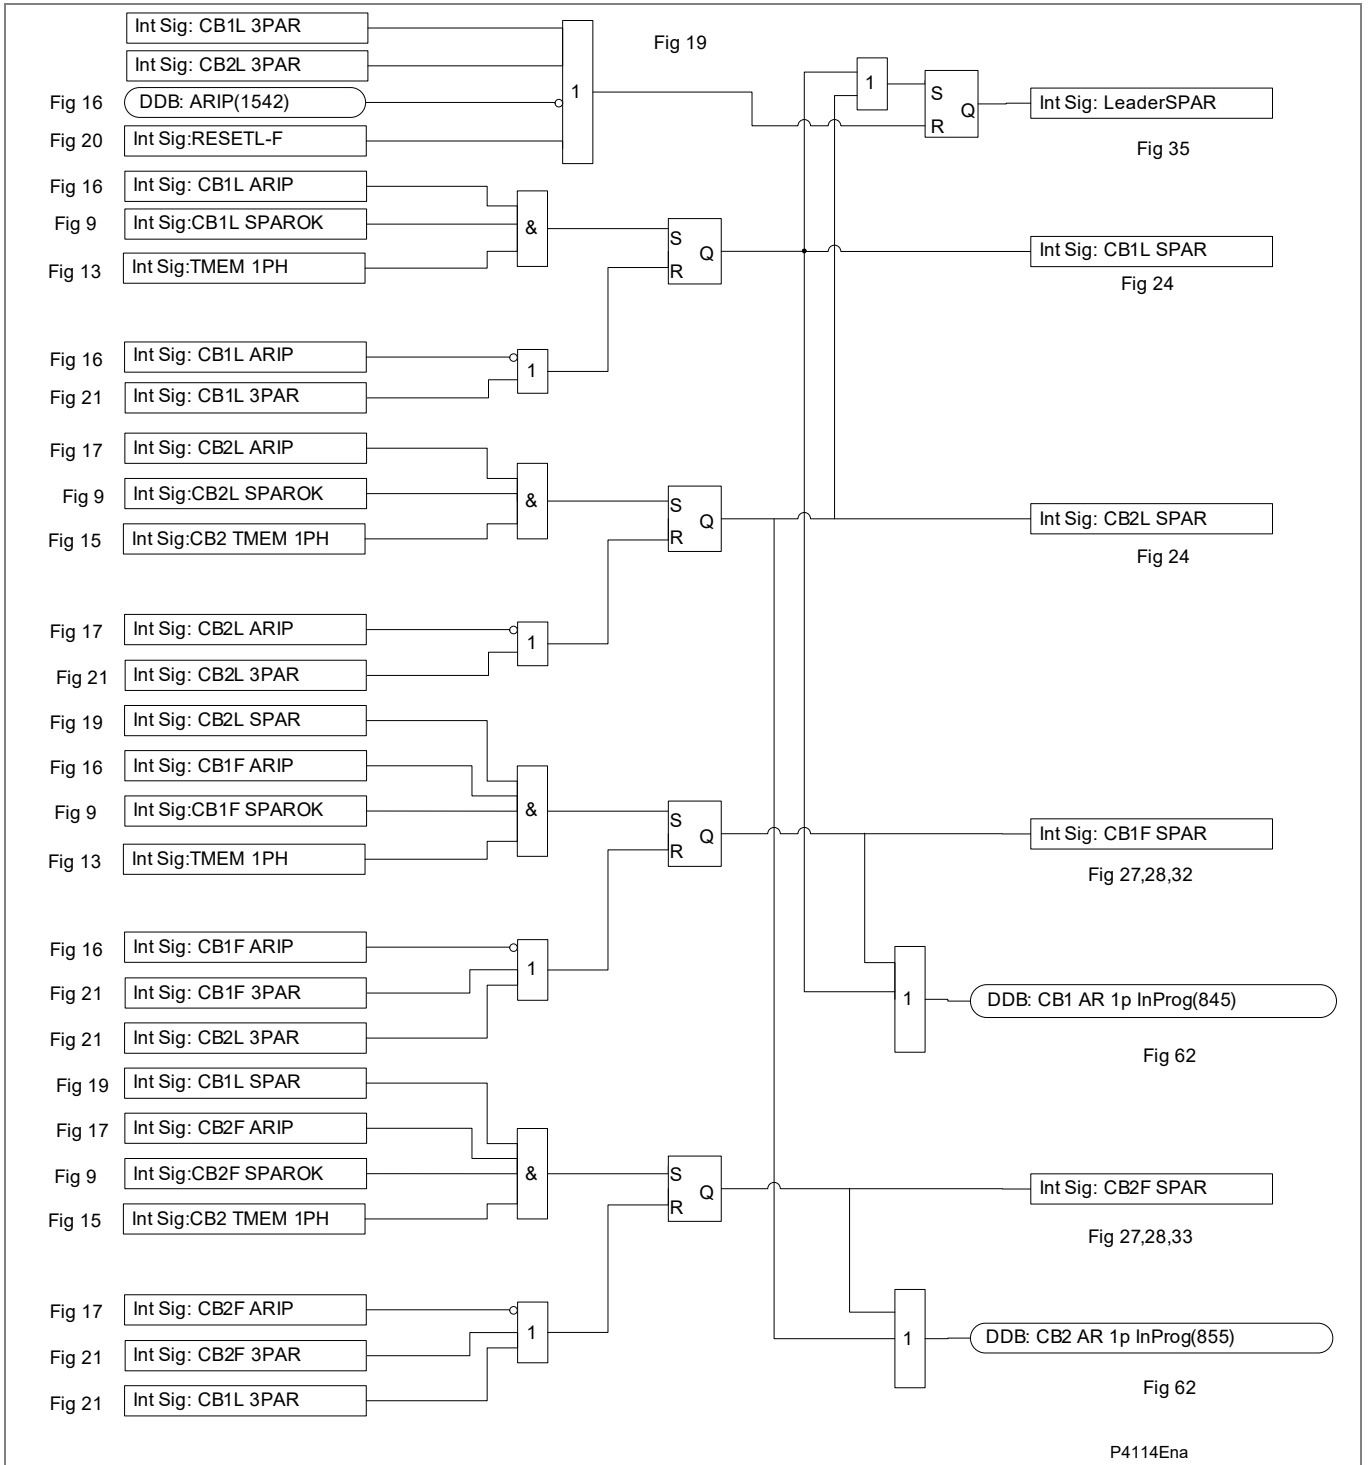 Int Sig: CB1L 3PAR
Fig 19
Int Sig: CB2L 3PAR
Fig 16
DDB: ARIP(1542)
1
1
S
R
Q
Int Sig: LeaderSPAR
Fig 20
Int Sig:RESETL-F
Fig 35
Fig 16
Int Sig: CB1L ARIP
Fig 9
Int Sig:CB1L SPAROK
&
S
R
Q
Int Sig: CB1L SPAR
Fig 13
Int Sig:TMEM 1PH
Fig 24
Fig 16
Int Sig: CB1L ARIP
1
Fig 21
Int Sig: CB1L 3PAR
Fig 17
Int Sig: CB2L ARIP
Fig 9
Int Sig:CB2L SPAROK
&
S
R
Q
Int Sig: CB2L SPAR
Fig 15
Int Sig:CB2 TMEM 1PH
Fig 24
Fig 17
Int Sig: CB2L ARIP
1
Fig 21
Int Sig: CB2L 3PAR
Fig 19
Int Sig: CB2L SPAR
Fig 16
Int Sig: CB1F ARIP
Fig 9
Int Sig:CB1F SPAROK
&
S
R
Q
Int Sig: CB1F SPAR
Fig 13
Int Sig:TMEM 1PH
Fig 27,28,32
Fig 16
Int Sig: CB1F ARIP
1
Fig 21
Int Sig: CB1F 3PAR
1
DDB: CB1 AR 1p InProg(845)
Fig 21
Int Sig: CB2L 3PAR
Fig 62
Fig 19
Int Sig: CB1L SPAR
Fig 17
Int Sig: CB2F ARIP
Fig 9
Int Sig:CB2F SPAROK
&
S
R
Q
Int Sig: CB2F SPAR
Fig 15
Int Sig:CB2 TMEM 1PH
Fig 27,28,33
Fig 17
Int Sig: CB2F ARIP
1
Fig 21
Int Sig: CB2F 3PAR
1
DDB: CB2 AR 1p InProg(855)
Fig 21
Int Sig: CB1L 3PAR
Fig 62
P4114Ena